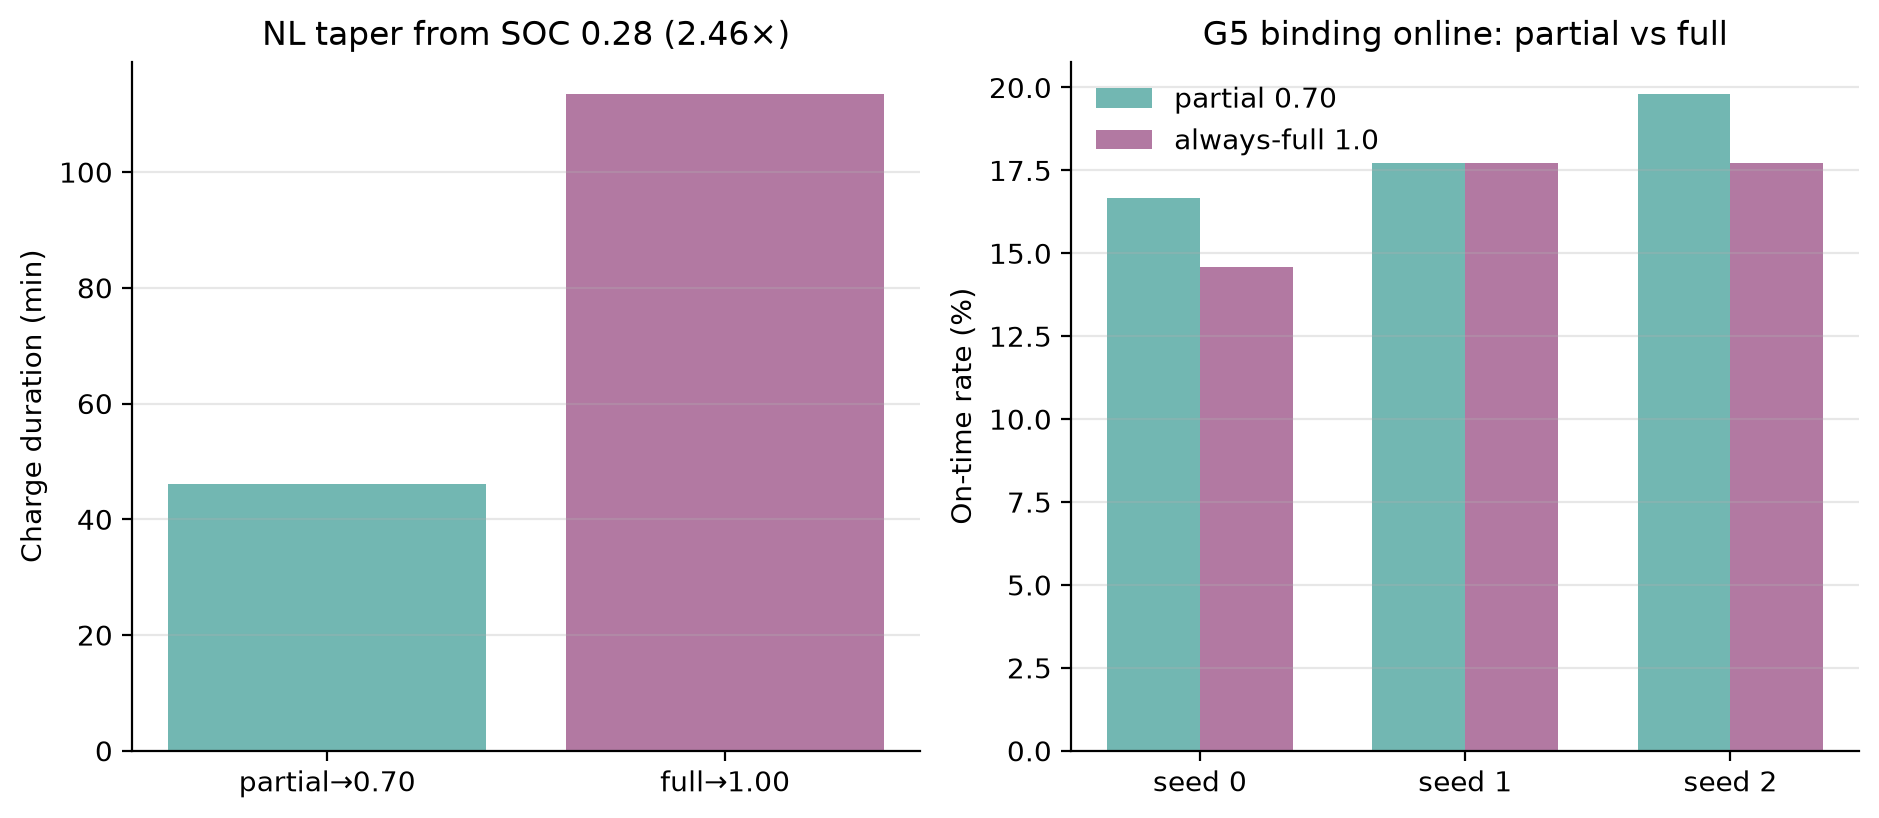 NL taper from SOC 0.28 (2.46×)
Charge duration (min)
100
80
60
40
20
0
partial→0.70
full→1.00
G5 binding online: partial vs full
partial 0.70
always-full 1.0
On-time rate (%)
20.0
17.5
15.0
12.5
10.0
7.5
5.0
2.5
0.0
seed 0
seed 1
seed 2